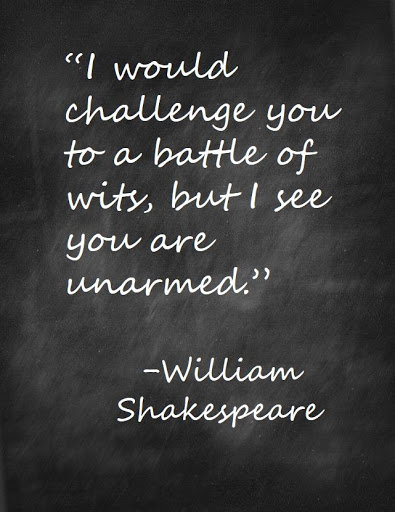 “I would
challenge you
to a battle of
wits, but I see
you are
unarmed.”
-William
Shakespeare